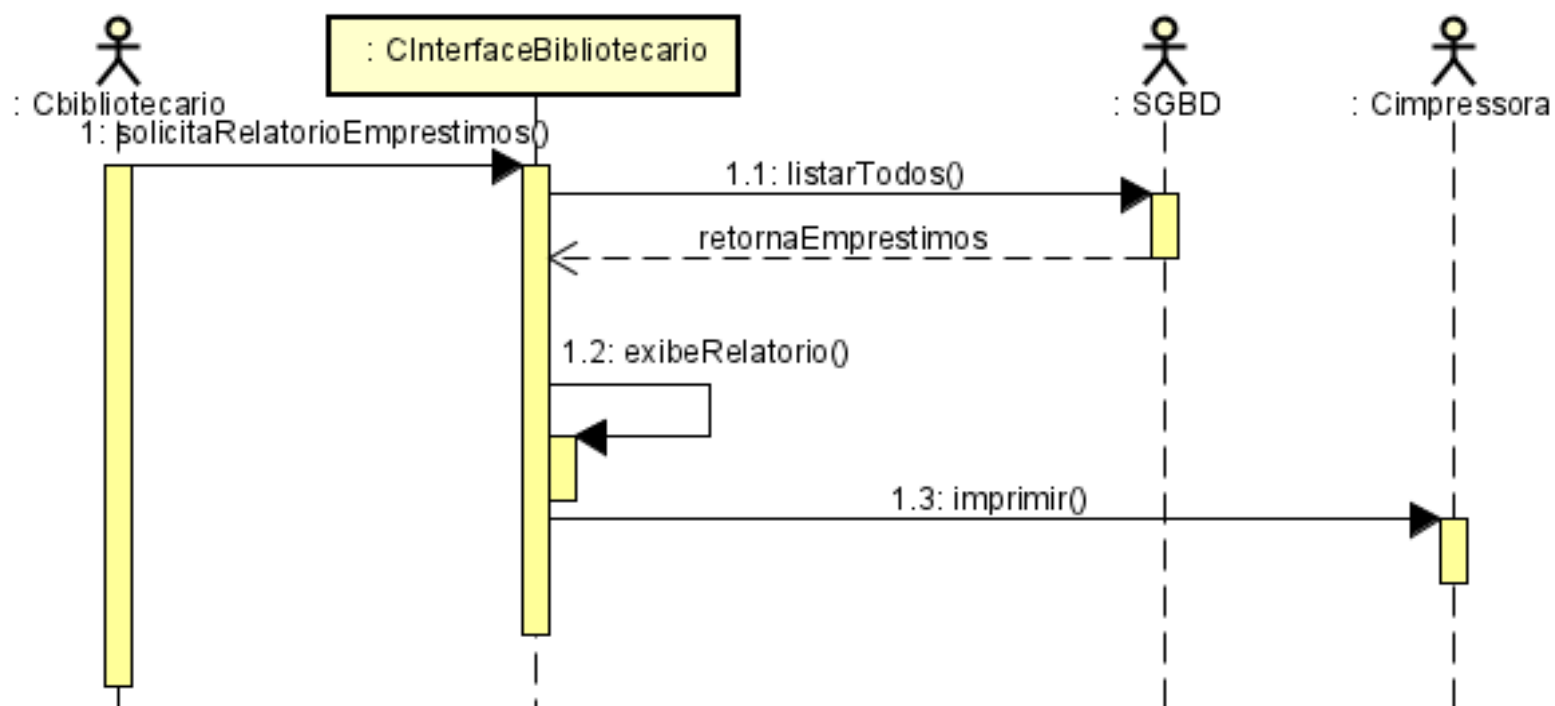 : CInterfaceBibliotecario
: Cbibliotecario
: SGBD
: Cimpressora
1: solicitaRelatorioEmprestimos()
1.1: listarTodos()
retornaEmprestimos
1.2: exibeRelatorio()
1.3: imprimir()